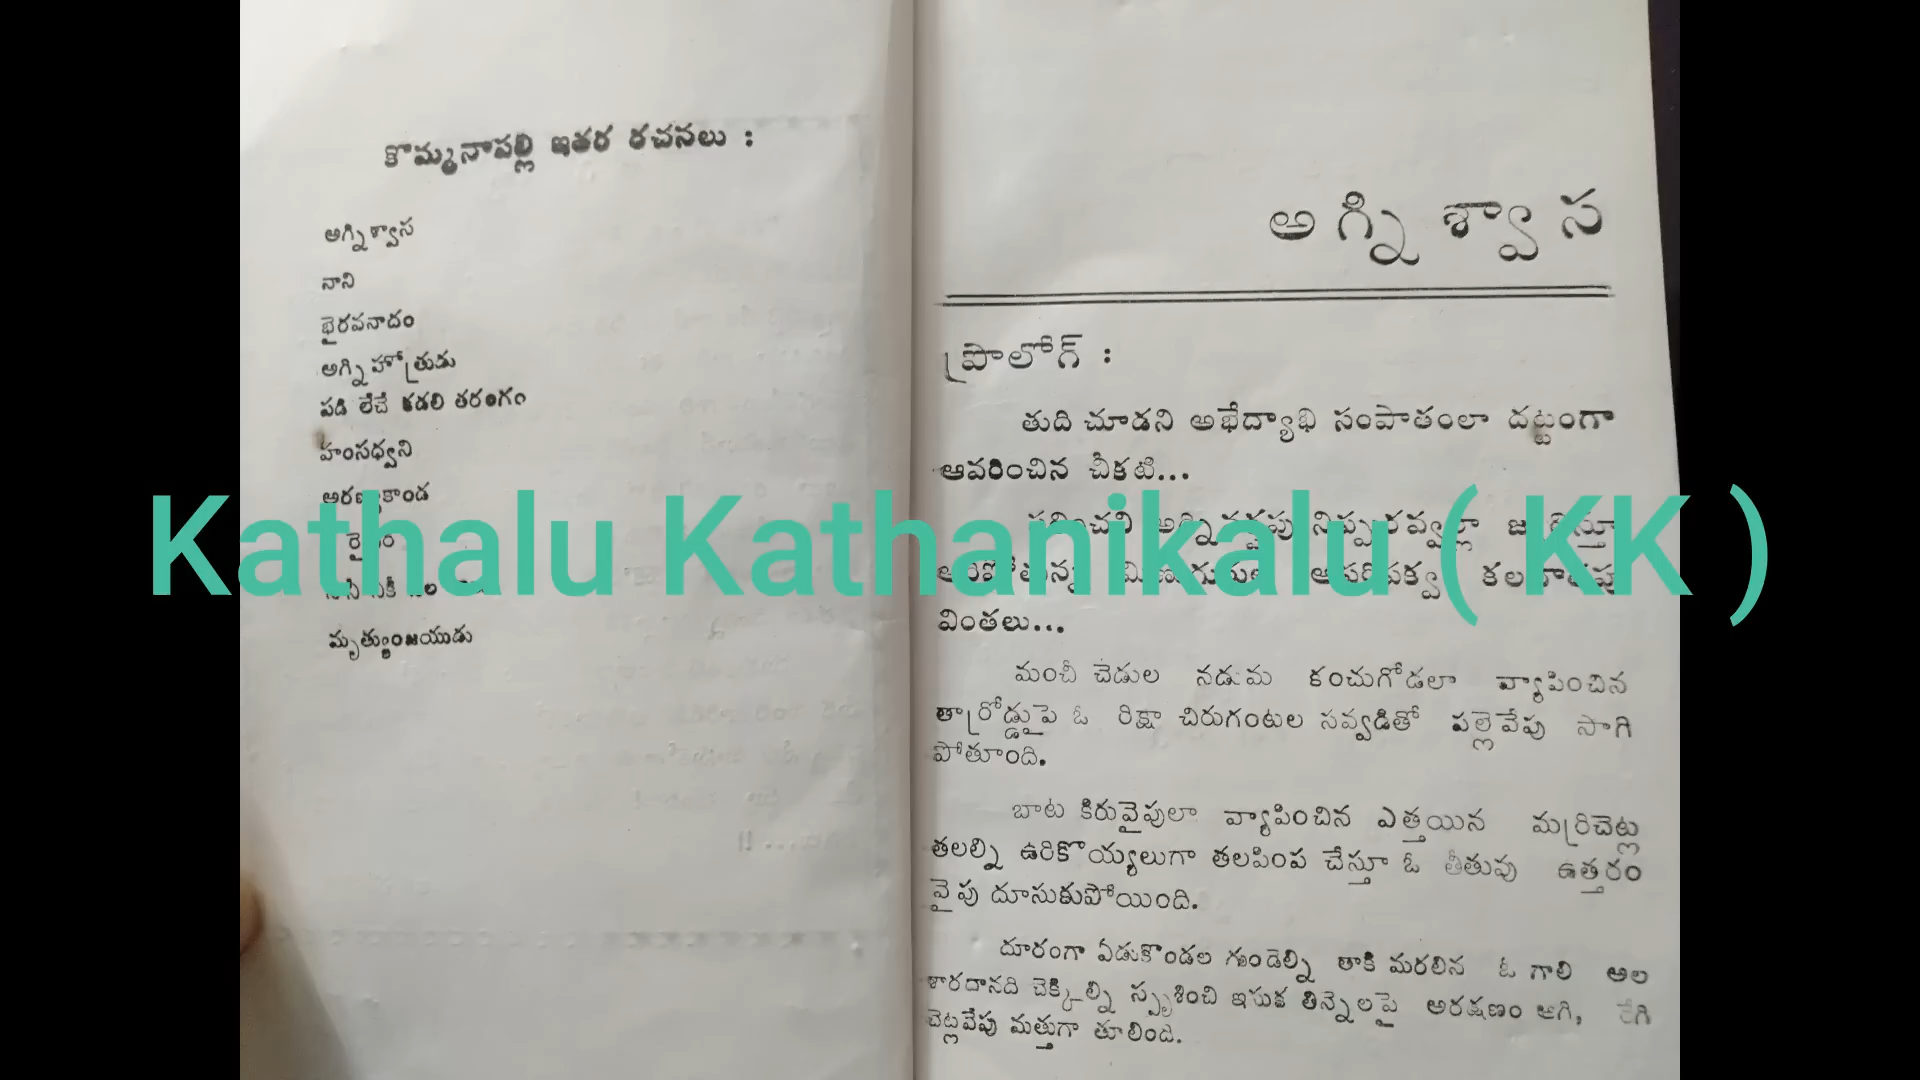 కొమ్మనాపల్లి ఇతర రచనలు :
అగ్నిశ్వాస
నాని
భైరవనాదం
అగ్నిహోత్రుడు
పడి లేచే కడలి తరంగం
హంసధ్వని
అరణ్యకాండ
మృత్యుంజయుడు
అగ్నిశ్వాస
ప్రొలోగ్ :
తుది చూడని అభేద్యాభి సంపాతంలా దట్టంగా
ఆవరించిన చీకటి...
Kathalu Kathanikalu ( KK )
వింతలు...
మంచీ చెడుల నడుమ కంచుగోడలా వ్యాపించిన
తార్రోడ్డుపై ఓ రిక్షా చిరుగంటుల సవ్వడితో పల్లెవేపు సాగి
పోతూంది.
బాట కిరువైపులా వ్యాపించిన ఎత్తయిన మర్రిచెట్ల
తలల్ని ఉరికొయ్యలుగా తలపింప చేస్తూ ఓ తీతువు ఉత్తరం
వైపు దూసుకుపోయింది.
దూరంగా ఏడుకొండల గుండెల్ని తాకి మరలిన ఓ గాలి అల
శారదానది చెక్కిల్ని స్పృశించి ఇసుక తిన్నెలపై అరక్షణం ఆగి, రేగి
చెట్లవేపు మత్తుగా తూలింది.